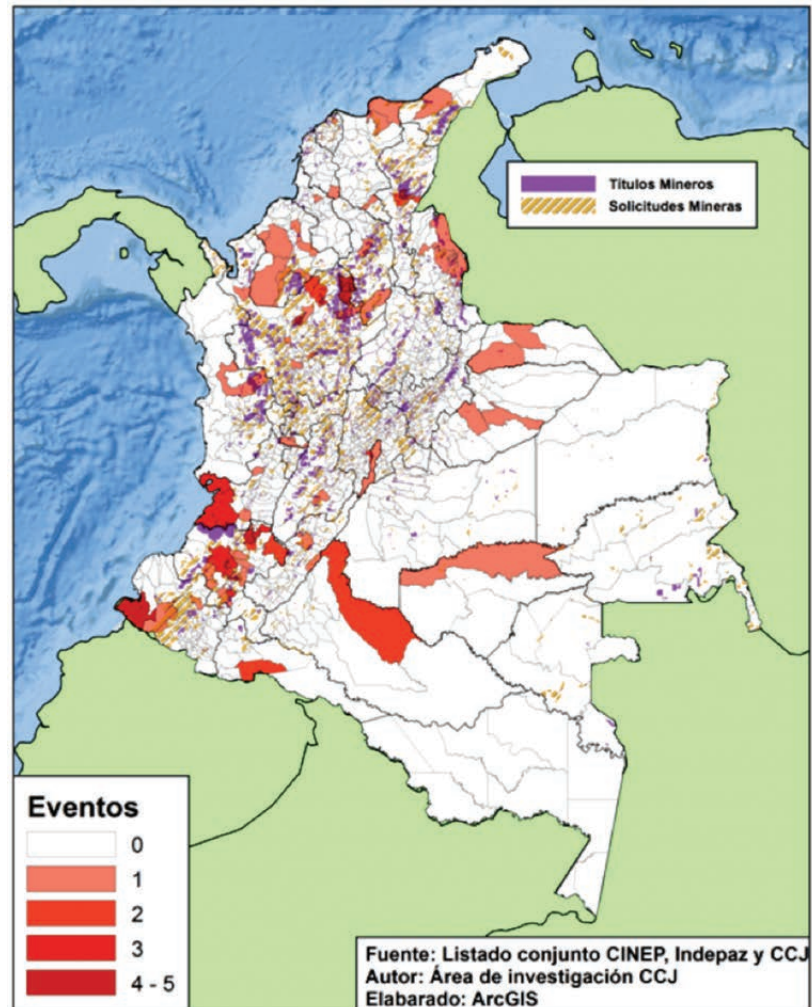 Títulos Mineros
Solicitudes Mineras
Eventos
0
1
2
3
4 - 5
Fuente: Listado conjunto CINEP, Indepaz y CCJ
Autor: Área de investigación CCJ
Elabarado: ArcGIS